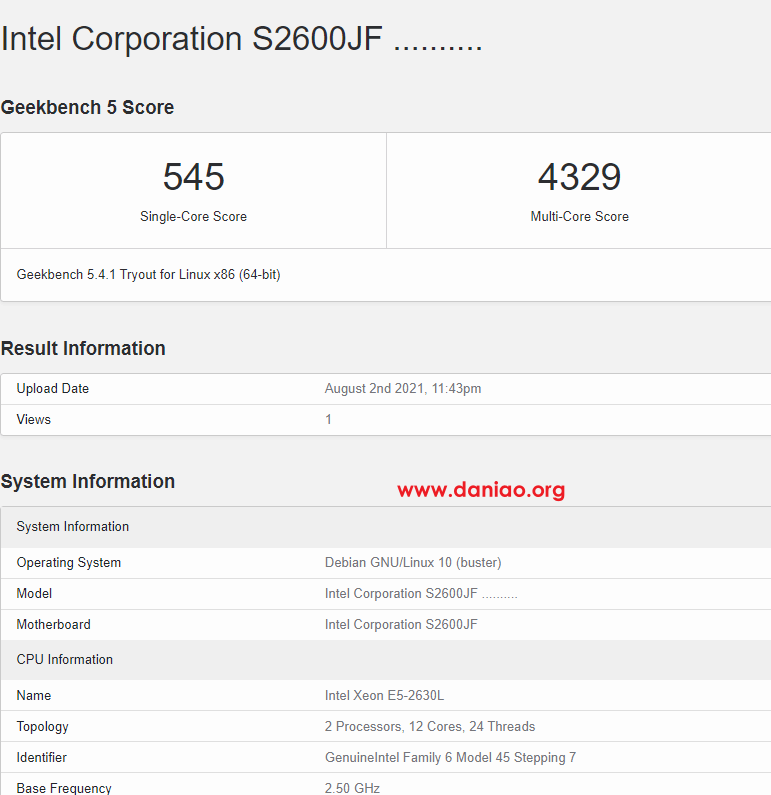 Intel Corporation S2600JF ..........
Geekbench 5 Score
545
Single-Core Score
4329
Multi-Core Score
Geekbench 5.4.1 Tryout for Linux x86 (64-bit)
Result Information
Upload Date August 2nd 2021, 11:43pm
Views 1
System Information
www.daniao.org
System Information
Operating System Debian GNU/Linux 10 (buster)
Model Intel Corporation S2600JF ..........
Motherboard Intel Corporation S2600JF
CPU Information
Name Intel Xeon E5-2630L
Topology 2 Processors, 12 Cores, 24 Threads
Identifier GenuineIntel Family 6 Model 45 Stepping 7
Base Frequency 2.50 GHz